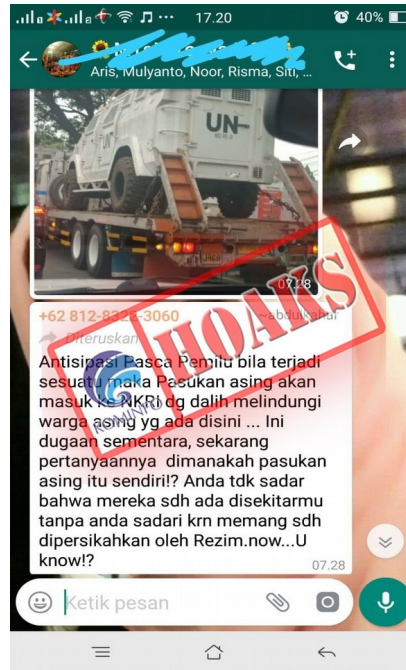 17.20
40%
Aris, Mulyanto, Noor, Risma, Siti, ...
UN
07.28
+62 812-8322-3060
~abdulkahar
Diteruskan
HOAKS
KOMINFO
Antisipasi Pasca Pemilu bila terjadi
sesuatu maka Pasukan asing akan
masuk ke NKRI dg dalih melindungi
warga asing yg ada disini ... Ini
dugaan sementara, sekarang
pertanyaannya dimanakah pasukan
asing itu sendiri!? Anda tdk sadar
bahwa mereka sdh ada disekitarmu
tanpa anda sadari krn memang sdh
dipersikahkan oleh Rezim.now...U
know!?
07.28
Ketik pesan